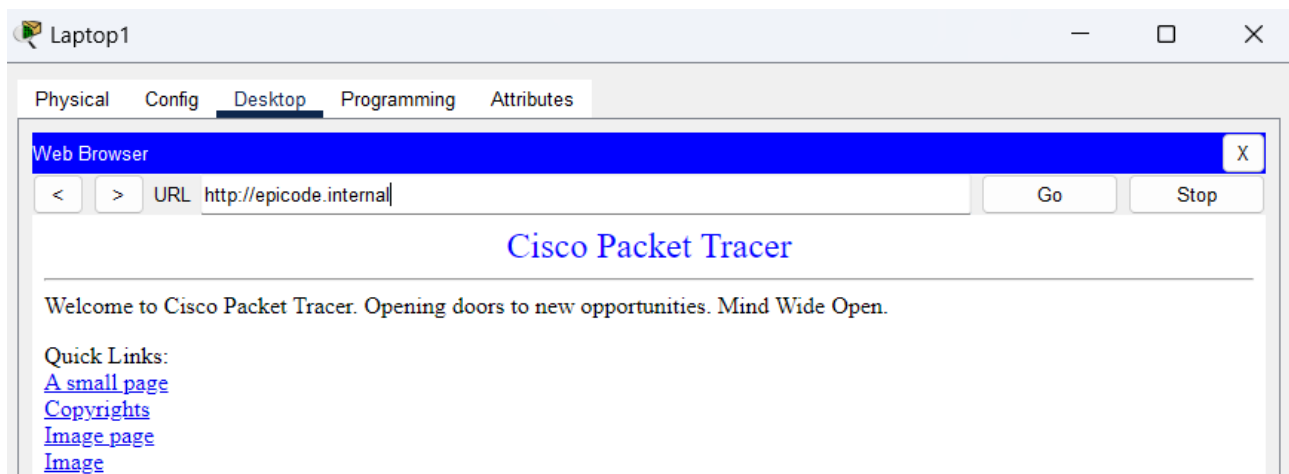 Laptop1
Physical Config Desktop Programming Attributes
Web Browser X
< > URL http://epicode.internal Go Stop
Cisco Packet Tracer
Welcome to Cisco Packet Tracer. Opening doors to new opportunities. Mind Wide Open.
Quick Links:
A small page
Copyrights
Image page
Image